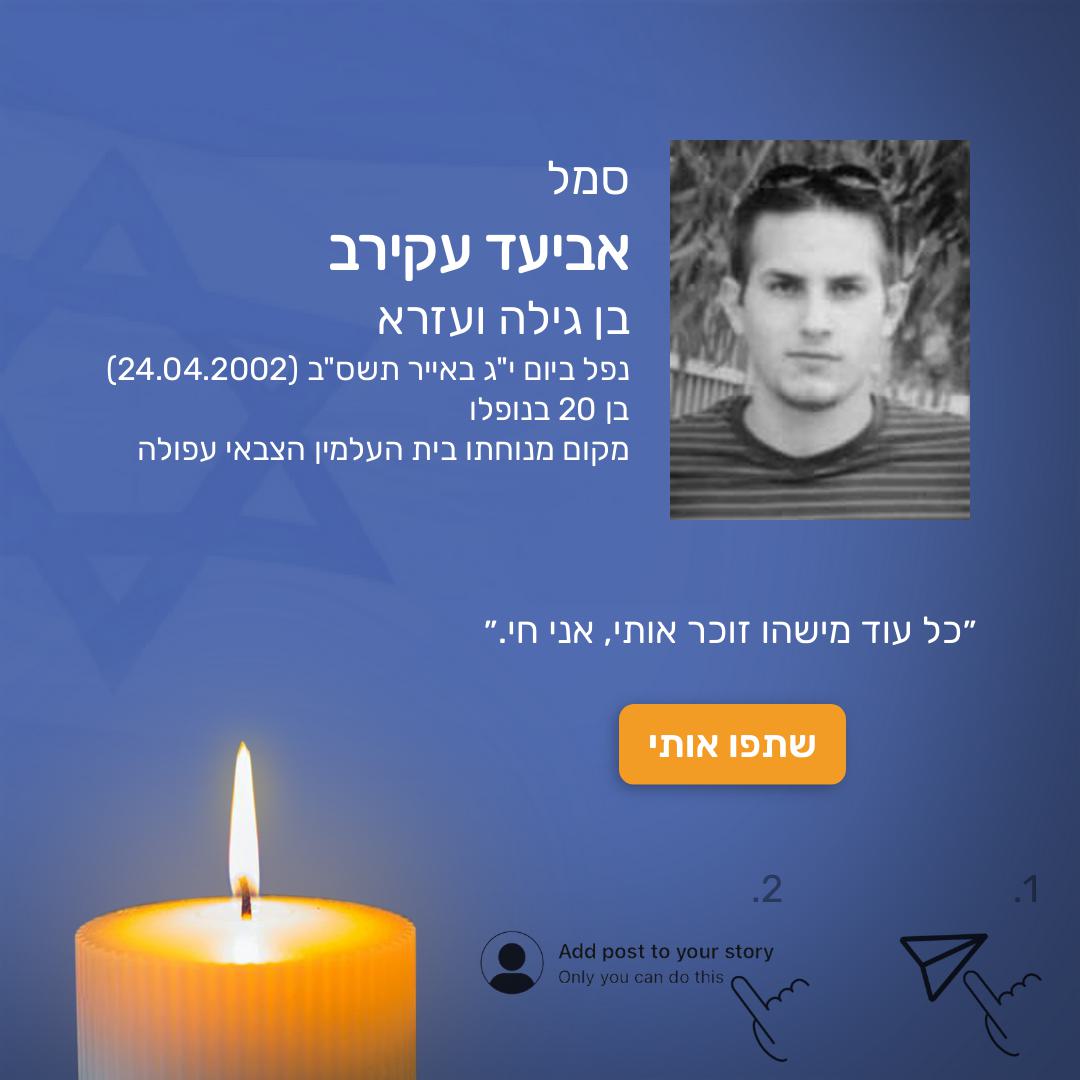 סמל
אביעד עקירב
בן גילה ועזרא
נפל ביום י"ג באייר תשס"ב (24.04.2002)
בן 20 בנופלו
מקום מנוחתו בית העלמין הצבאי עפולה
״כל עוד מישהו זוכר אותי, אני חי.״
שתפו אותי
.1
.2
Add post to your story
Only you can do this